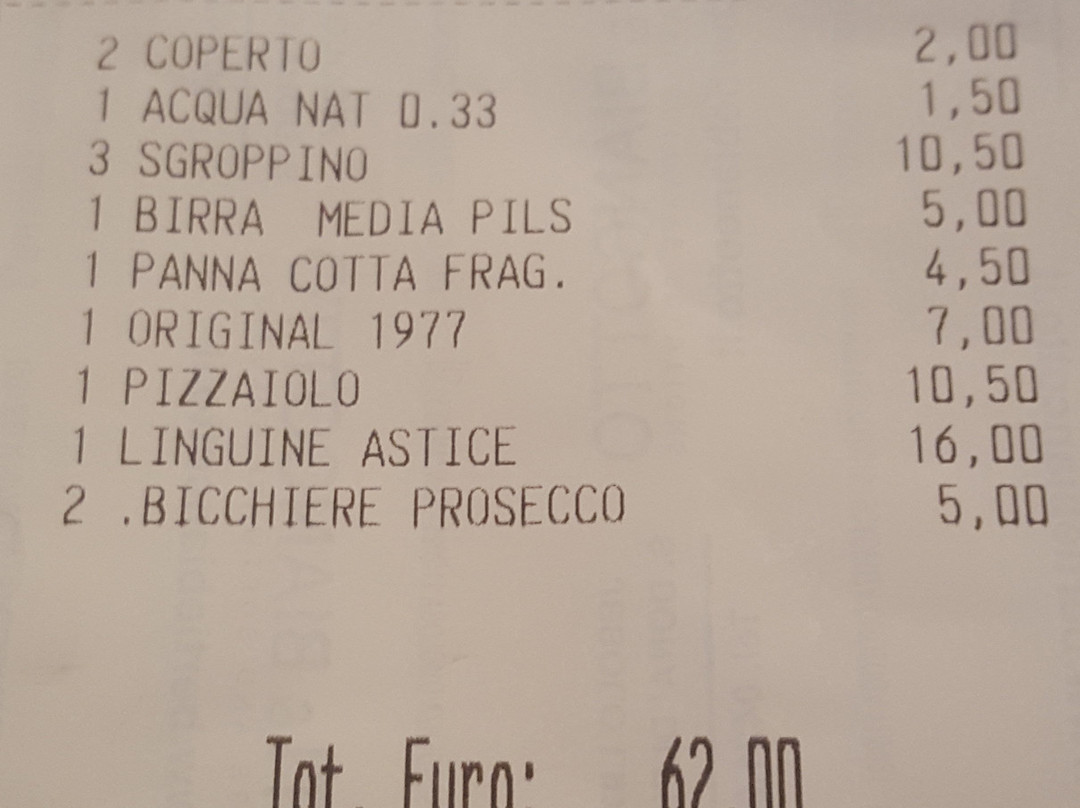 2 COPERTO 2,00
1 ACQUA NAT 0.33 1,50
3 SGROPPINO 10,50
1 BIRRA MEDIA PILS 5,00
1 PANNA COTTA FRAG. 4,50
1 ORIGINAL 1977 7,00
1 PIZZAIOLO 10,50
1 LINGUINE ASTICE 16,00
2 .BICCHIERE PROSECCO 5,00
Tot. Euro: 62,00